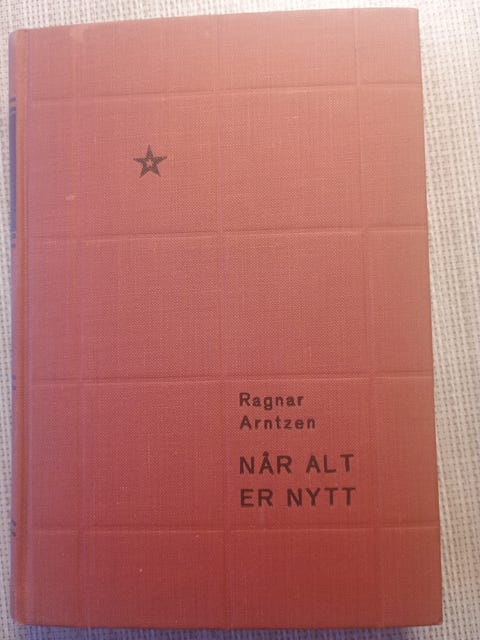 Ragnar
Arntzen
NÅR ALT
ER NYTT